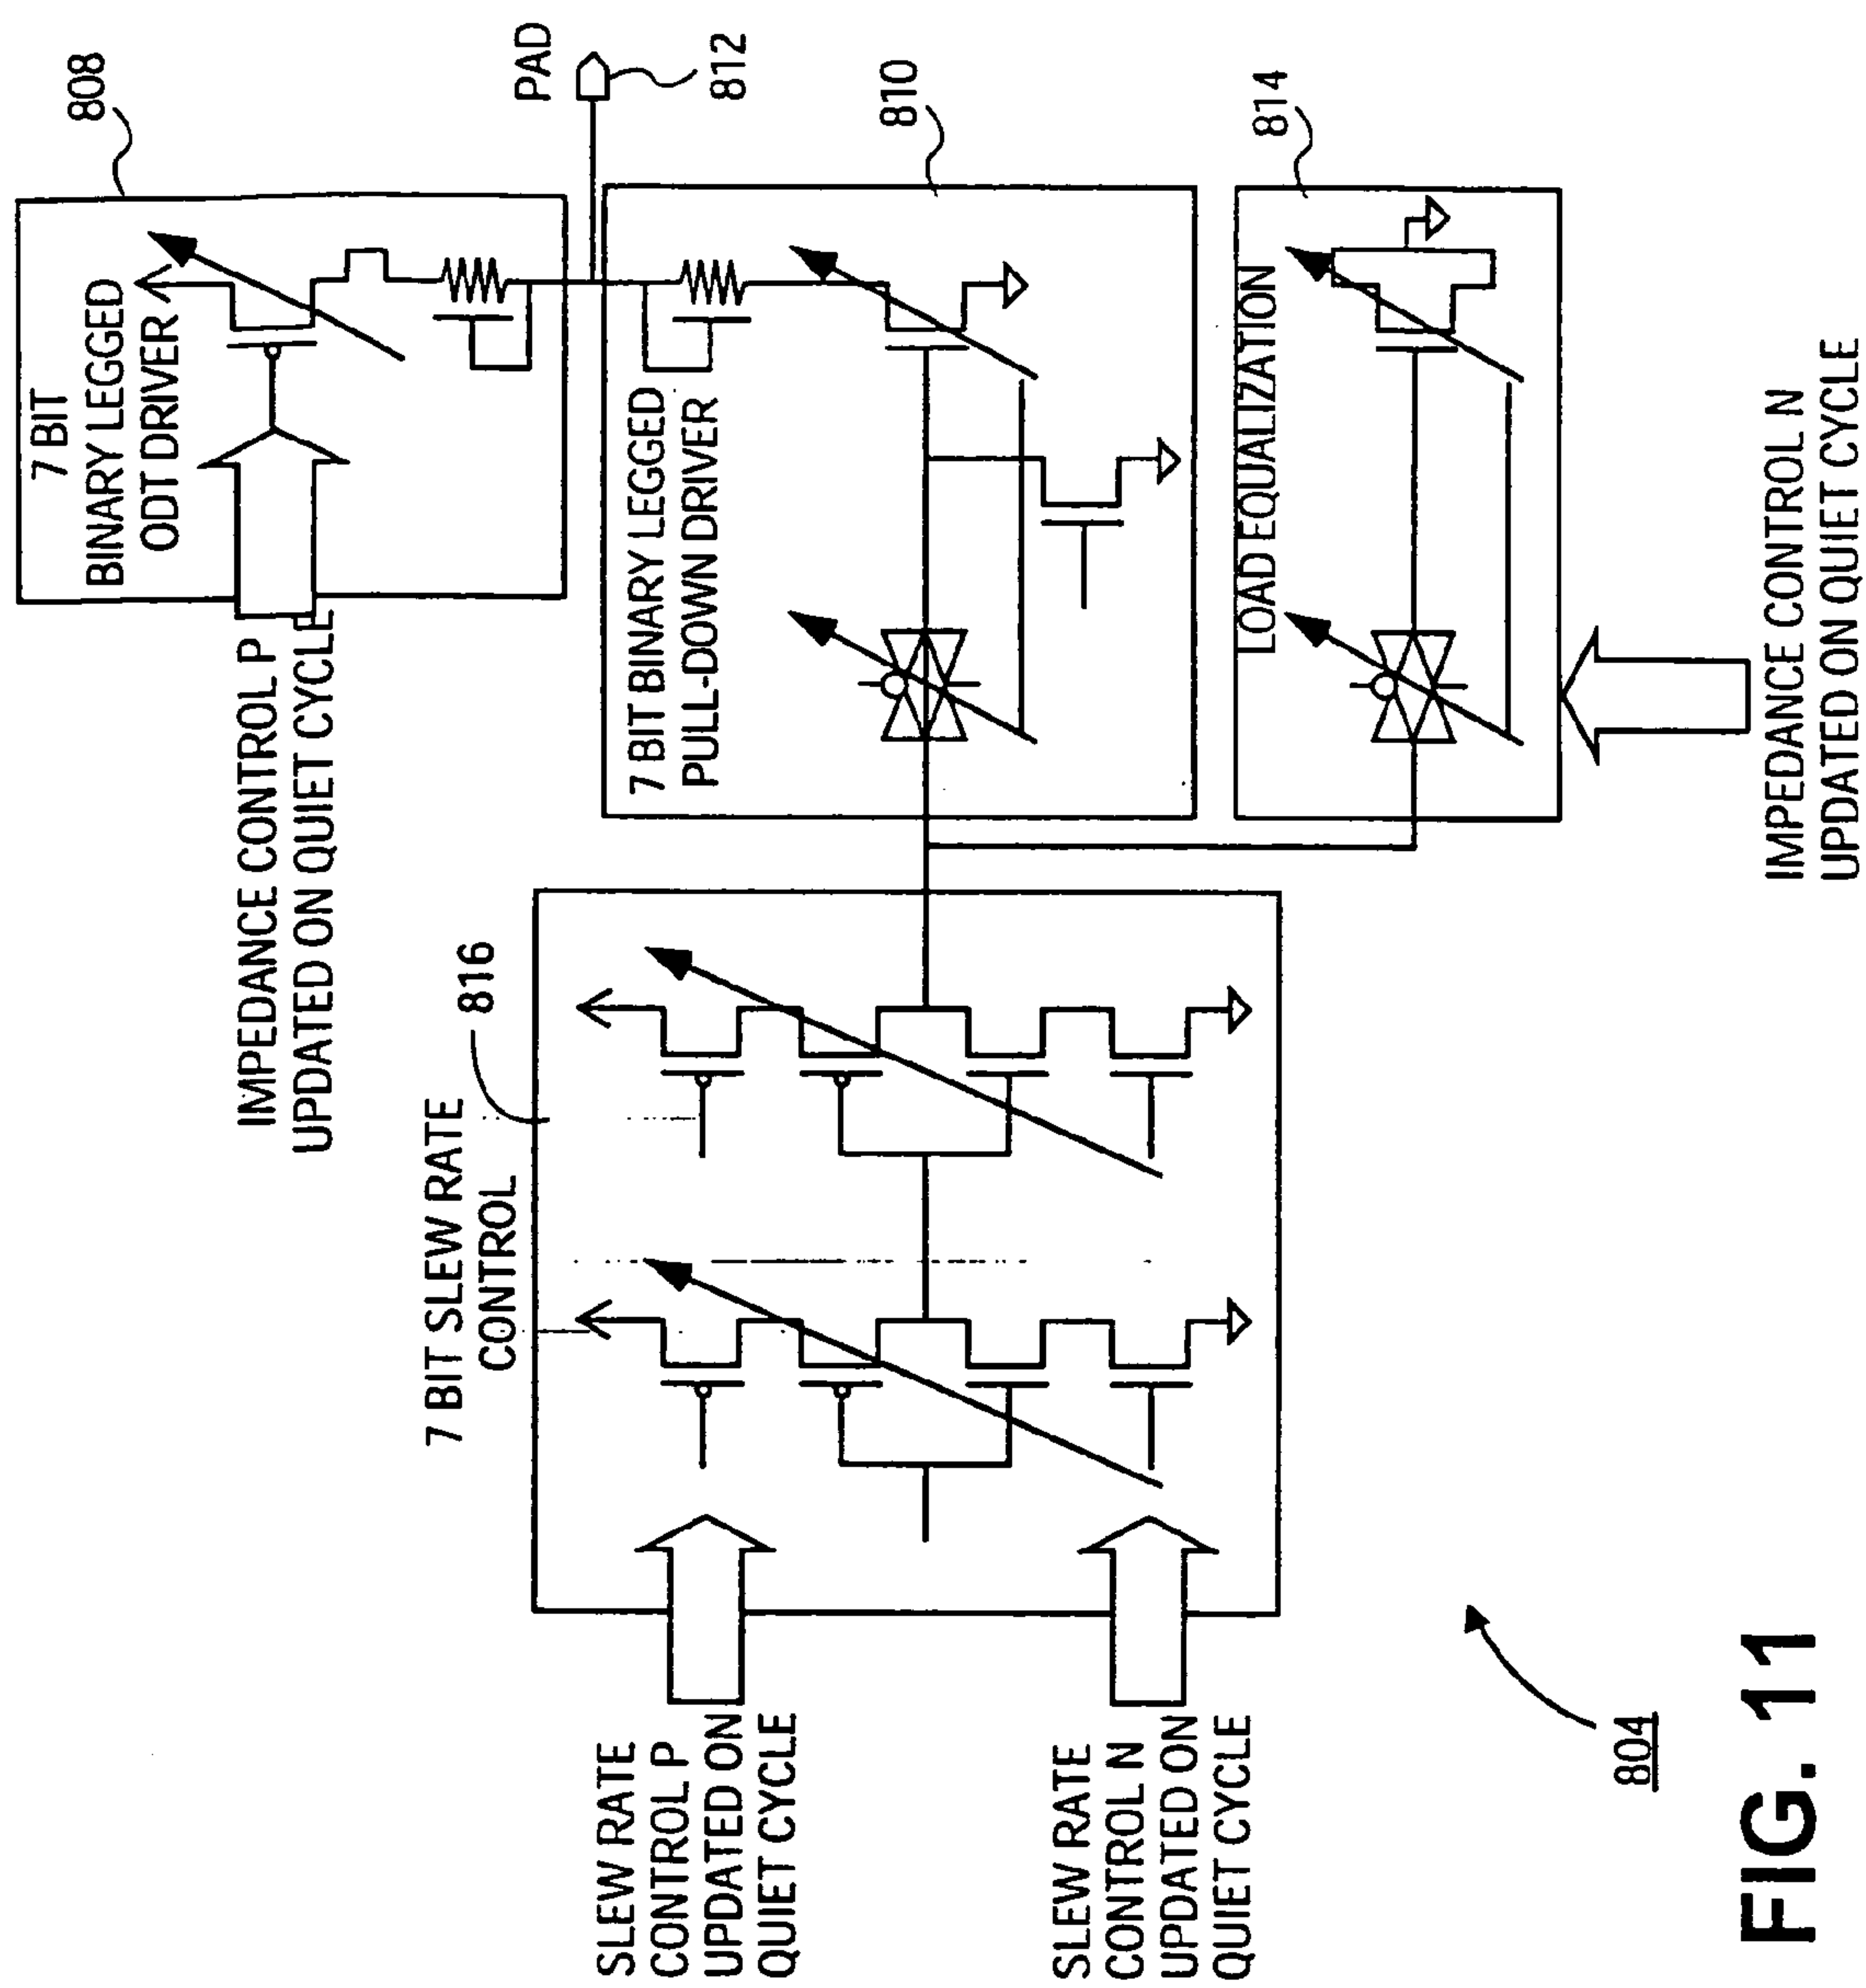 808
7 BIT
BINARY LEGGED
ODT DRIVER
PAD
812
IMPEDANCE CONTROL P
UPDATED ON QUIET CYCLE
810
7 BIT BINARY LEGGED
PULL-DOWN DRIVER
814
LOAD EQUALIZATION
IMPEDANCE CONTROL N
UPDATED ON QUIET CYCLE
816
7 BIT SLEW RATE
CONTROL
SLEW RATE
CONTROL P
UPDATED ON
QUIET CYCLE
SLEW RATE
CONTROL N
UPDATED ON
QUIET CYCLE
804
FIG. 11